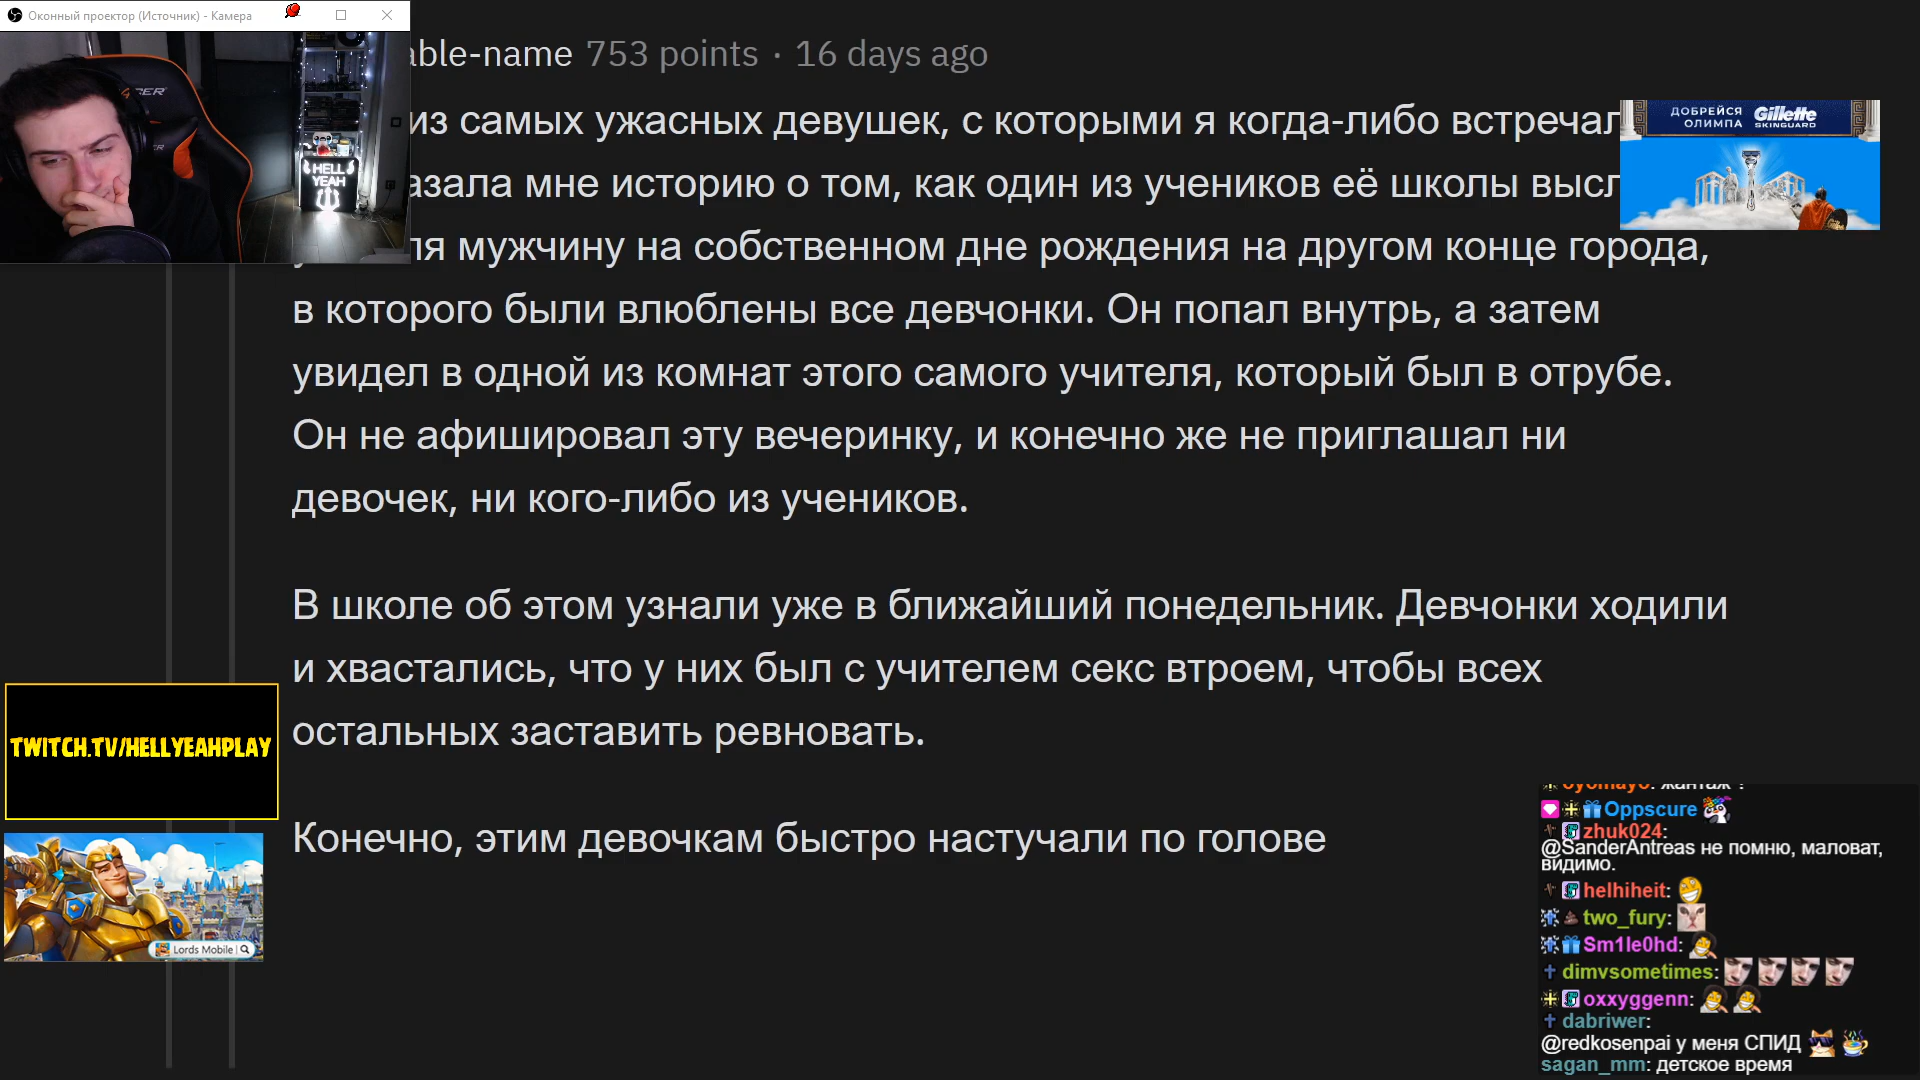 Оконный проектор (Источник) - Камера
able-name 753 points · 16 days ago
из самых ужасных девушек, с которыми я когда-либо
мне историю о том, как один из учеников её школы
мужчину на собственном дне рождения на другом конце города,
в которого были влюблены все девчонки. Он попал внутрь, а затем
увидел в одной из комнат этого самого учителя, который был в отрубе.
Он не афишировал эту вечеринку, и конечно же не приглашал ни
девочек, ни кого-либо из учеников.
В школе об этом узнали уже в ближайший понедельник. Девчонки ходили
и хвастались, что у них был с учителем секс втроем, чтобы всех
остальных заставить ревновать.
Конечно, этим девочкам быстро настучали по голове
HELL
YEAH
ДОБРЕЙСЯ
ОЛИМПА
Gillette
SKINGUARD
TWITCH.TV/HELLYEAHPLAY
Lords Mobile
Oppscure
zhuk024:
@SanderAntreas не помню, маловат,
видимо.
helhiheit:
two_fury:
Sm1le0hd:
dimvsometimes:
oxxyggenn:
dabriwer:
@redkosenpai у меня СПИД
sagan_mm: детское время